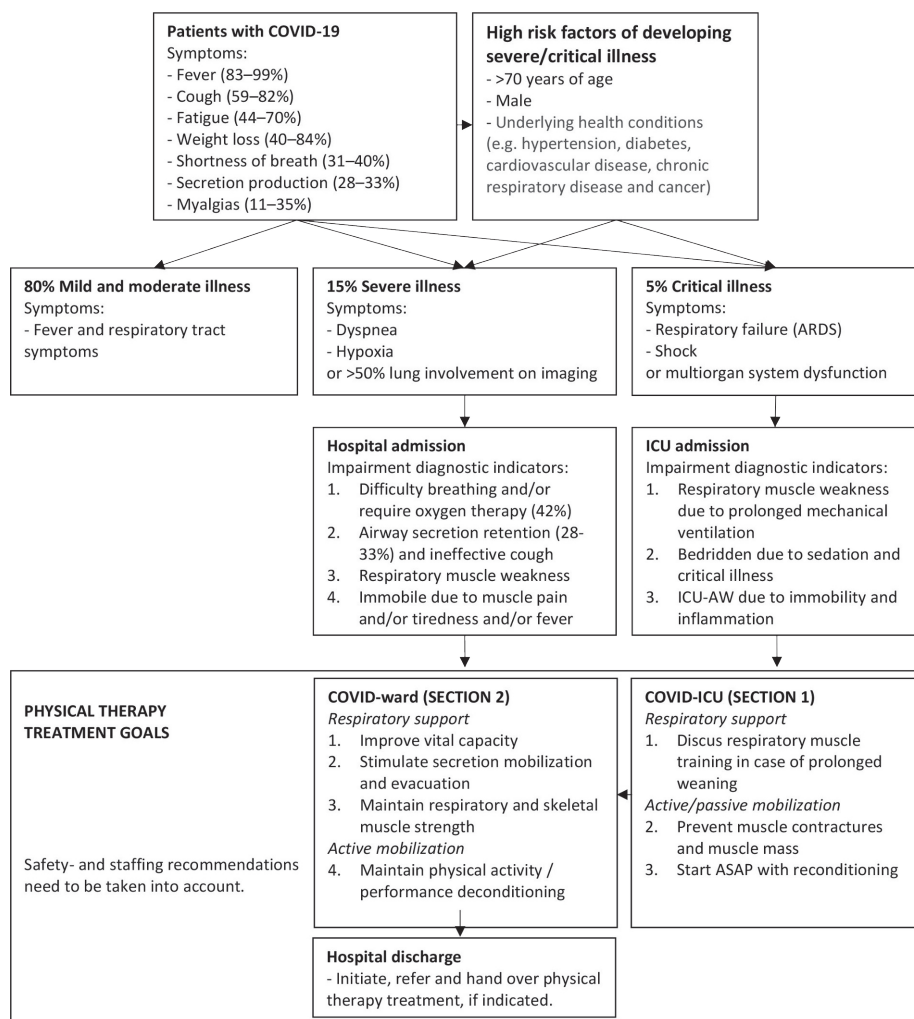 Patients with COVID-19
Symptoms:
- Fever (83–99%)
- Cough (59–82%)
- Fatigue (44–70%)
- Weight loss (40–84%)
- Shortness of breath (31–40%)
- Secretion production (28–33%)
- Myalgias (11–35%)
High risk factors of developing
severe/critical illness
- >70 years of age
- Male
- Underlying health conditions
(e.g. hypertension, diabetes,
cardiovascular disease, chronic
respiratory disease and cancer)
80% Mild and moderate illness
Symptoms:
- Fever and respiratory tract
symptoms
15% Severe illness
Symptoms:
- Dyspnea
- Hypoxia
or >50% lung involvement on imaging
5% Critical illness
Symptoms:
- Respiratory failure (ARDS)
- Shock
or multiorgan system dysfunction
Hospital admission
Impairment diagnostic indicators:
1. Difficulty breathing and/or
require oxygen therapy (42%)
2. Airway secretion retention (28-
33%) and ineffective cough
3. Respiratory muscle weakness
4. Immobile due to muscle pain
and/or tiredness and/or fever
ICU admission
Impairment diagnostic indicators:
1. Respiratory muscle weakness
due to prolonged mechanical
ventilation
2. Bedridden due to sedation and
critical illness
3. ICU-AW due to immobility and
inflammation
PHYSICAL THERAPY
TREATMENT GOALS
Safety- and staffing recommendations
need to be taken into account.
COVID-ward (SECTION 2)
Respiratory support
1. Improve vital capacity
2. Stimulate secretion mobilization
and evacuation
3. Maintain respiratory and skeletal
muscle strength
Active mobilization
4. Maintain physical activity /
performance deconditioning
COVID-ICU (SECTION 1)
Respiratory support
1. Discus respiratory muscle
training in case of prolonged
weaning
Active/passive mobilization
2. Prevent muscle contractures
and muscle mass
3. Start ASAP with reconditioning
Hospital discharge
- Initiate, refer and hand over physical
therapy treatment, if indicated.